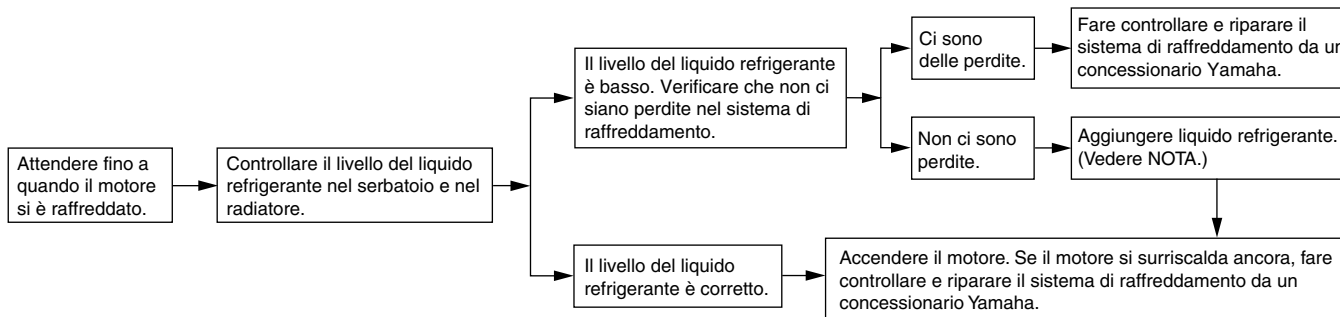 Attendere fino a
quando il motore
si è raffreddato.
Controllare il livello del liquido
refrigerante nel serbatoio e nel
radiatore.
Il livello del liquido refrigerante
è basso. Verificare che non ci
siano perdite nel sistema di
raffreddamento.
Ci sono
delle perdite.
Fare controllare e riparare il
sistema di raffreddamento da un
concessionario Yamaha.
Non ci sono
perdite.
Aggiungere liquido refrigerante.
(Vedere NOTA.)
Il livello del liquido
refrigerante è corretto.
Accendere il motore. Se il motore si surriscalda ancora, fare
controllare e riparare il sistema di raffreddamento da un
concessionario Yamaha.